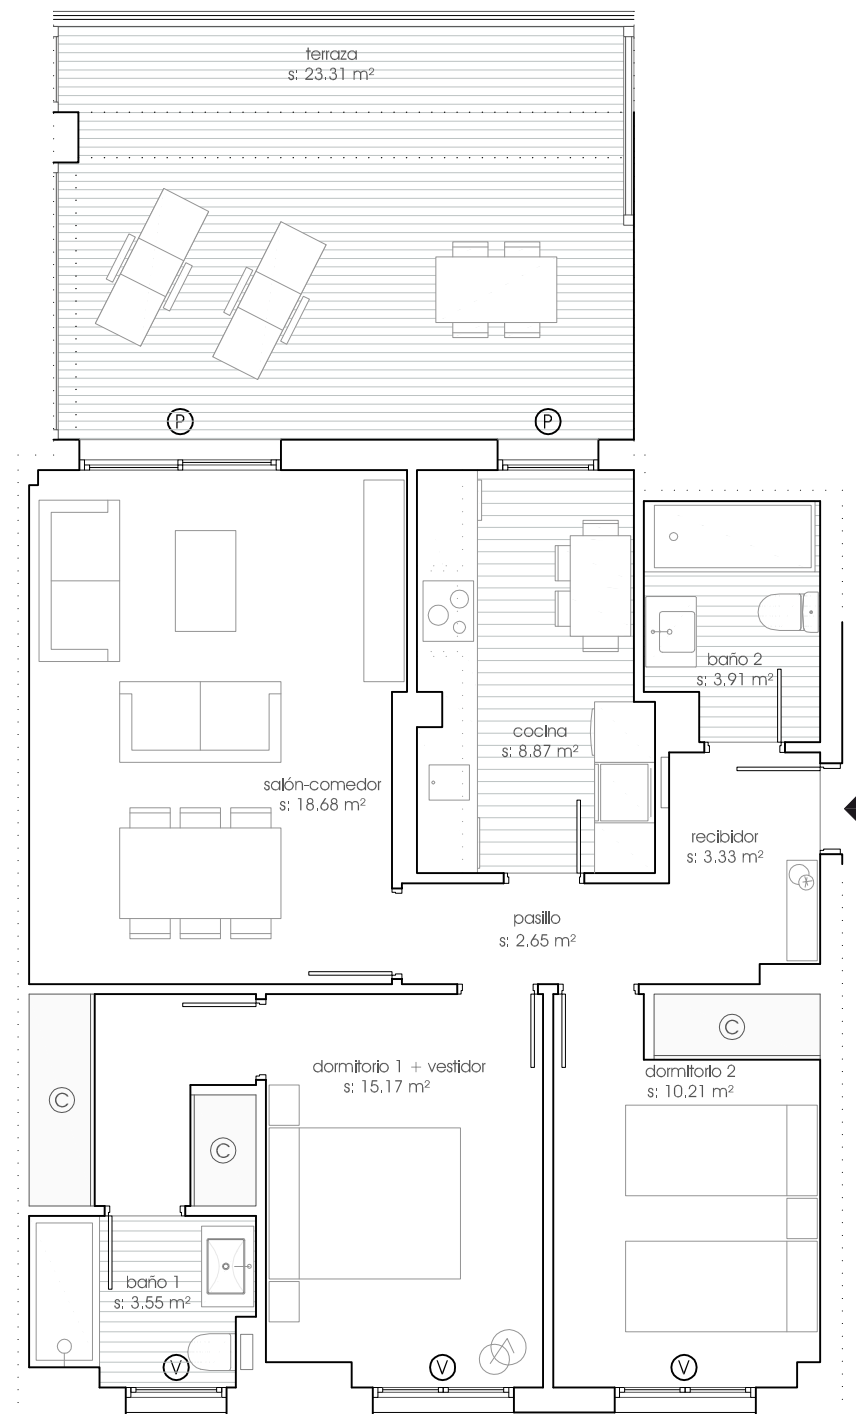 terraza
s: 23.31 m²
P
P
baño 2
s: 3.91 m²
cocina
s: 8.87 m²
salón-comedor
s: 18.68 m²
recibidor
s: 3.33 m²
pasillo
s: 2.65 m²
C
dormitorio 1 + vestidor
s: 15.17 m²
dormitorio 2
s: 10.21 m²
C
C
baño 1
s: 3.55 m²
V
V
V